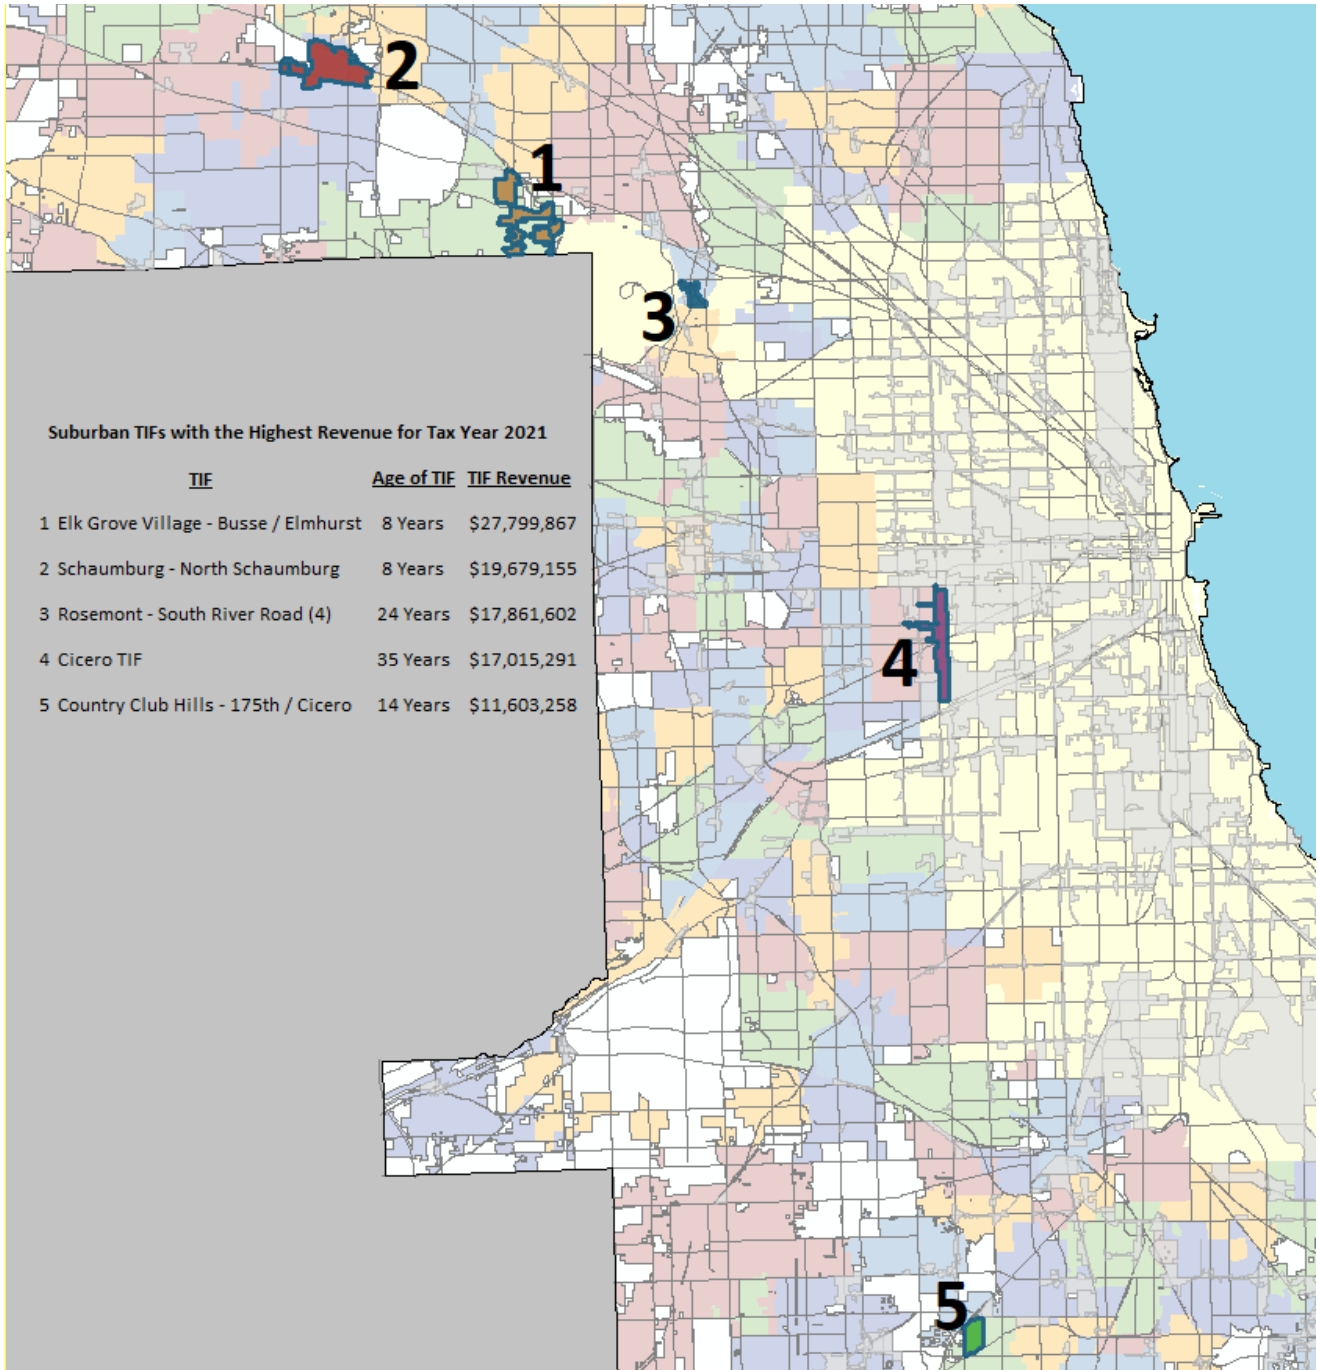 2
1
3
Suburban TIFs with the Highest Revenue for Tax Year 2021
TIF Age of TIF TIF Revenue
1 Elk Grove Village - Busse / Elmhurst 8 Years $27,799,867
2 Schaumburg - North Schaumburg 8 Years $19,679,155
3 Rosemont - South River Road (4) 24 Years $17,861,602
4 Cicero TIF 35 Years $17,015,291
5 Country Club Hills - 175th / Cicero 14 Years $11,603,258
4
5